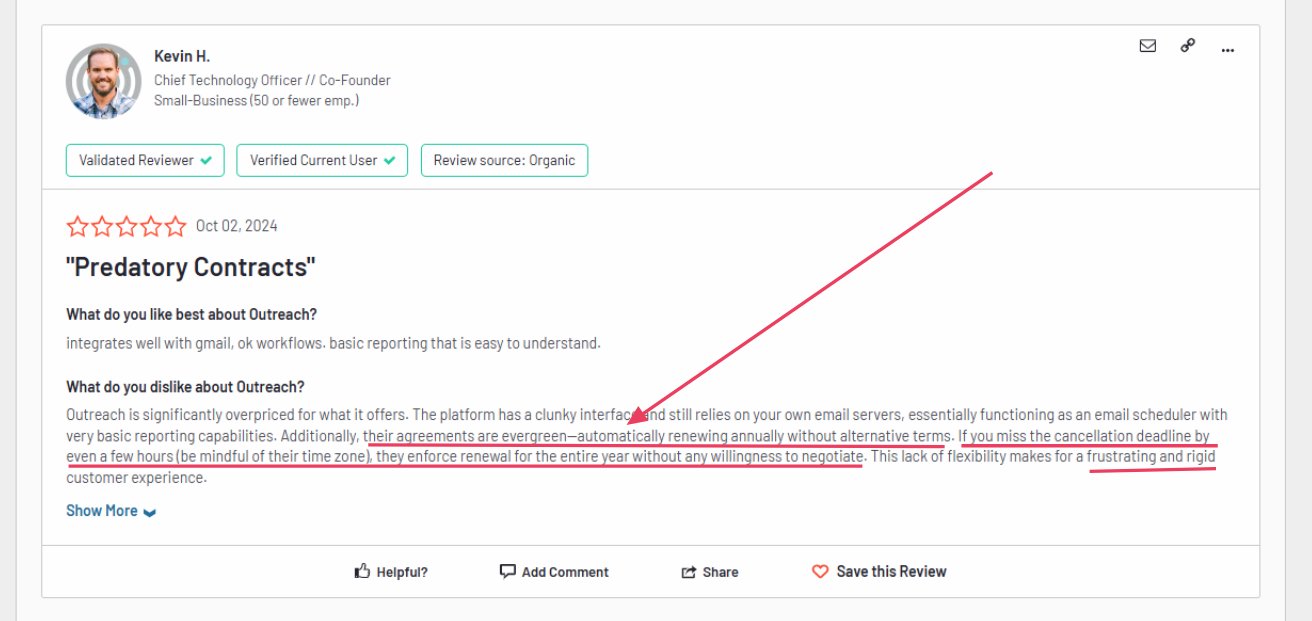 Kevin H.
Chief Technology Officer // Co-Founder
Small-Business (50 or fewer emp.)
Validated Reviewer
Verified Current User
Review source: Organic
Oct 02, 2024
"Predatory Contracts"
What do you like best about Outreach?
integrates well with gmail, ok workflows. basic reporting that is easy to understand.
What do you dislike about Outreach?
Outreach is significantly overpriced for what it offers. The platform has a clunky interface and still relies on your own email servers, essentially functioning as an email scheduler with
very basic reporting capabilities. Additionally, their agreements are evergreen—automatically renewing annually without alternative terms. If you miss the cancellation deadline by
even a few hours (be mindful of their time zone), they enforce renewal for the entire year without any willingness to negotiate. This lack of flexibility makes for a frustrating and rigid
customer experience.
Show More
Helpful?
Add Comment
Share
Save this Review